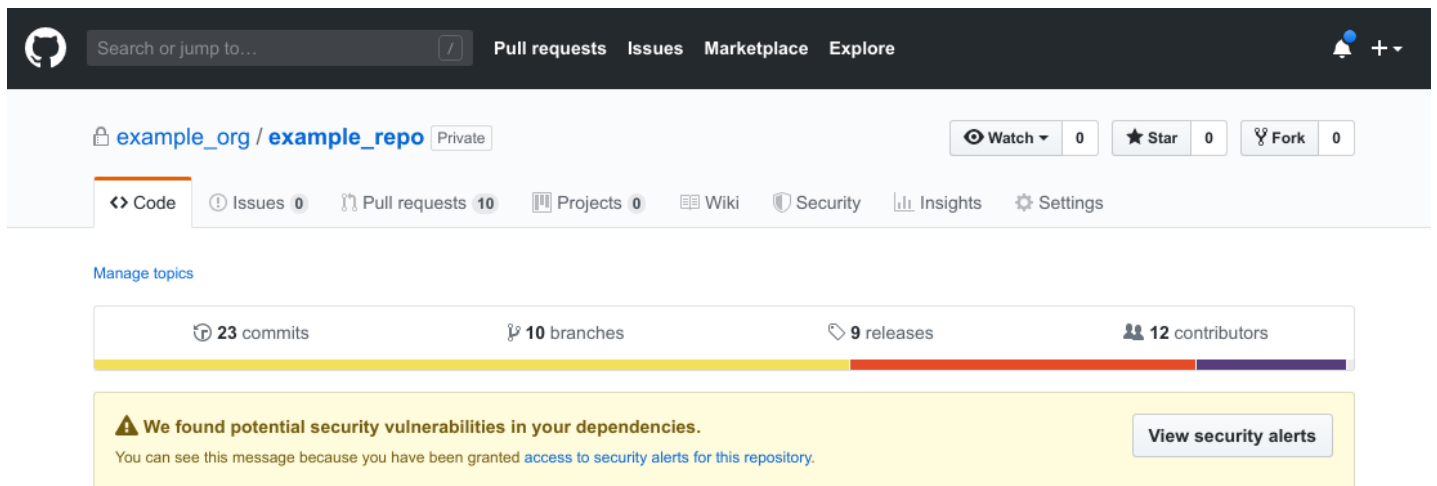 Search or jump to… / Pull requests Issues Marketplace Explore
example_org / example_repo Private Watch 0 Star 0 Fork 0
Code Issues 0 Pull requests 10 Projects 0 Wiki Security Insights Settings
Manage topics
23 commits 10 branches 9 releases 12 contributors
We found potential security vulnerabilities in your dependencies.
View security alerts
You can see this message because you have been granted access to security alerts for this repository.